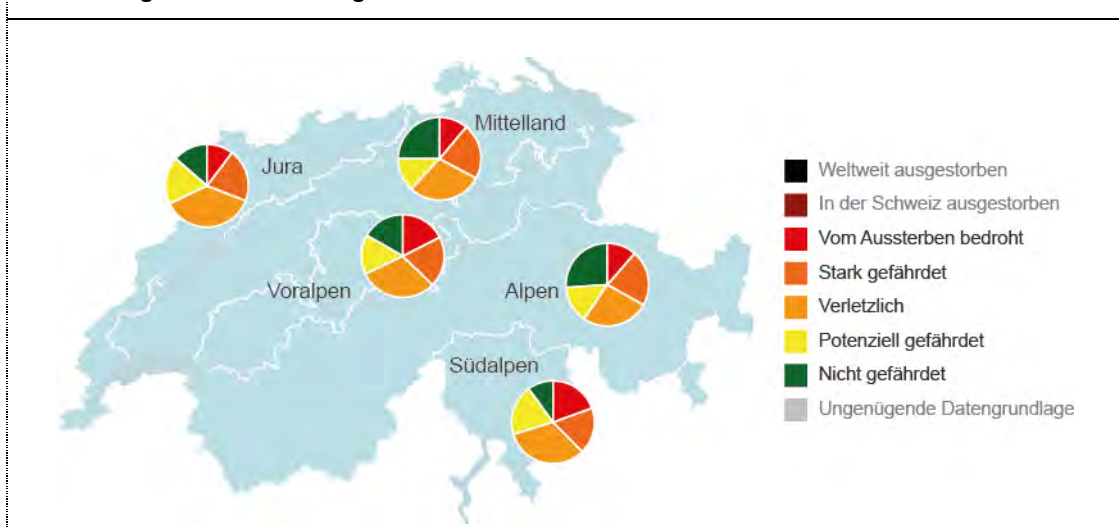 Mittelland
Jura
Voralpen
Alpen
Südalpen
Weltweit ausgestorben
In der Schweiz ausgestorben
Vom Aussterben bedroht
Stark gefährdet
Verletzlich
Potenziell gefährdet
Nicht gefährdet
Ungenügende Datengrundlage